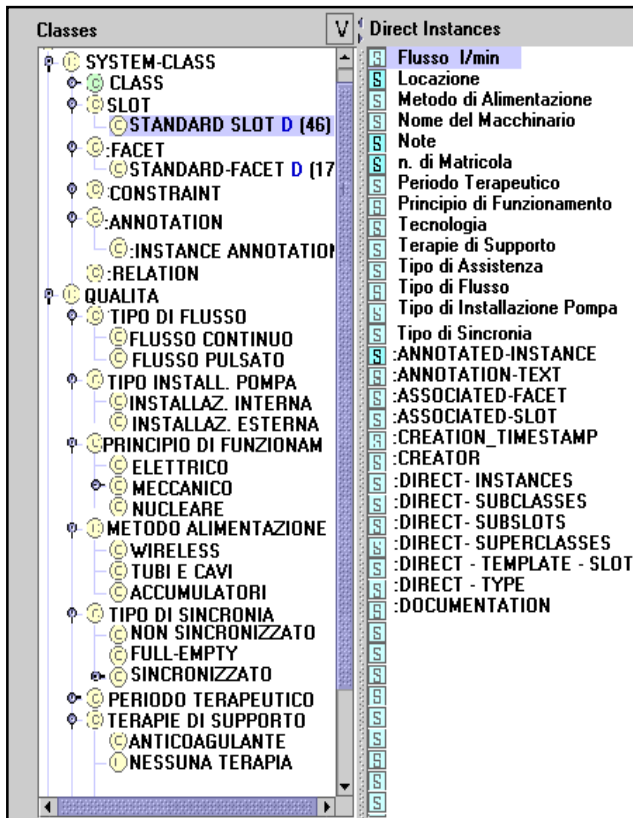 Classes
V
SYSTEM-CLASS
CLASS
SLOT
STANDARD SLOT D (46)
:FACET
STANDARD-FACET D (17
:CONSTRAINT
:ANNOTATION
:INSTANCE ANNOTATION
:RELATION
QUALITA
TIPO DI FLUSSO
FLUSSO CONTINUO
FLUSSO PULSATO
TIPO INSTALL. POMPA
INSTALLAZ. INTERNA
INSTALLAZ. ESTERNA
PRINCIPIO DI FUNZIONAM
ELETTRICO
MECCANICO
NUCLEARE
METODO ALIMENTAZIONE
WIRELESS
TUBI E CAVI
ACCUMULATORI
TIPO DI SINCRONIA
NON SINCRONIZZATO
FULL-EMPTY
SINCRONIZZATO
PERIODO TERAPEUTICO
TERAPIE DI SUPPORTO
ANTICOAGULANTE
NESSUNA TERAPIA
Direct Instances
Flusso l/min
Locazione
Metodo di Alimentazione
Nome del Macchinario
Note
n. di Matricola
Periodo Terapeutico
Principio di Funzionamento
Tecnologia
Terapie di Supporto
Tipo di Assistenza
Tipo di Flusso
Tipo di Installazione Pompa
Tipo di Sincronia
:ANNOTATED-INSTANCE
:ANNOTATION-TEXT
:ASSOCIATED-FACET
:ASSOCIATED-SLOT
:CREATION_TIMESTAMP
:CREATOR
:DIRECT- INSTANCES
:DIRECT- SUBCLASSES
:DIRECT- SUBSLOTS
:DIRECT- SUPERCLASSES
:DIRECT - TEMPLATE - SLOT
:DIRECT - TYPE
:DOCUMENTATION